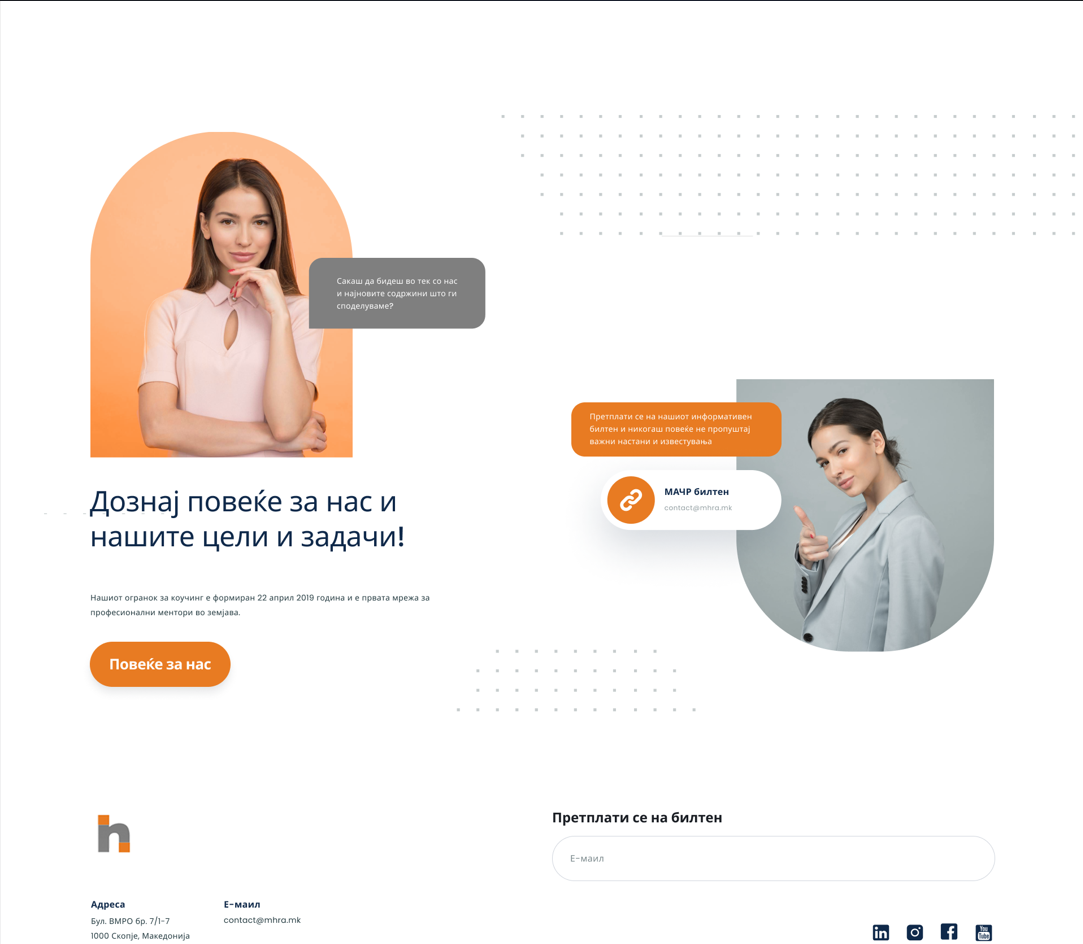 Сакаш да бидеш во тек со нас
и најновите содржини што ги
споделуваме?
Претплати се на нашиот информативен
билтен и никогаш повеќе не пропуштај
важни настани и известувања
МАЧР билтен
contact@mhra.mk
Дознај повеќе за нас и
нашите цели и задачи!
Нашиот огранок за коучинг е формиран 22 април 2019 година и е првата мрежа за
професионални ментори во земјава.
Повеќе за нас
h
Претплати се на билтен
Е-маил
Адреса
Бул. ВМРО бр. 7/1-7
1000 Скопје, Македонија
Е-маил
contact@mhra.mk
in
f
You
Tube